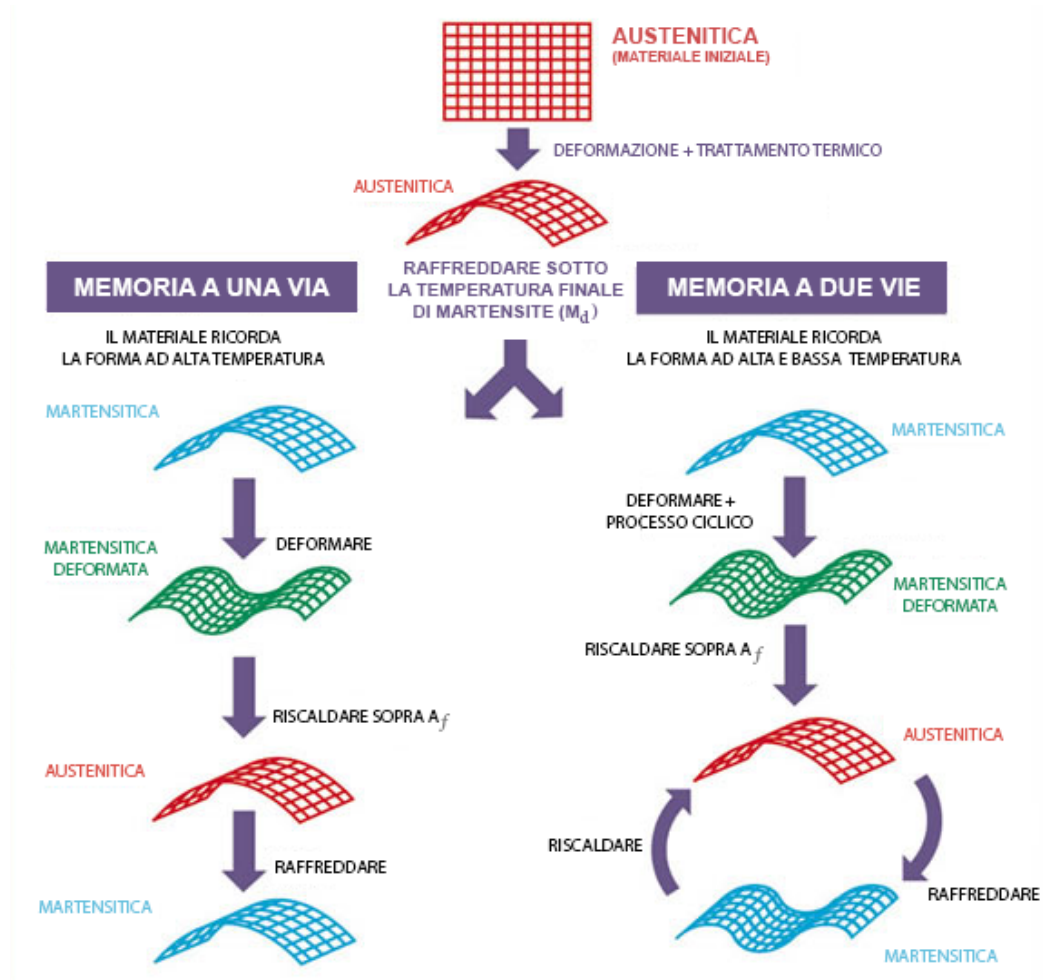 AUSTENITICA
(MATERIALE INIZIALE)
DEFORMAZIONE + TRATTAMENTO TERMICO
AUSTENITICA
RAFFREDDARE SOTTO
LA TEMPERATURA FINALE
DI MARTENSITE (Md)
MEMORIA A UNA VIA
IL MATERIALE RICORDA
LA FORMA AD ALTA TEMPERATURA
MARTENSITICA
DEFORMARE
MARTENSITICA
DEFORMATA
RISCALDARE SOPRA Af
AUSTENITICA
RAFFREDDARE
MARTENSITICA
MEMORIA A DUE VIE
IL MATERIALE RICORDA
LA FORMA AD ALTA E BASSA TEMPERATURA
MARTENSITICA
DEFORMARE +
PROCESSO CICLICO
MARTENSITICA
DEFORMATA
RISCALDARE SOPRA Af
AUSTENITICA
RISCALDARE
RAFFREDDARE
MARTENSITICA